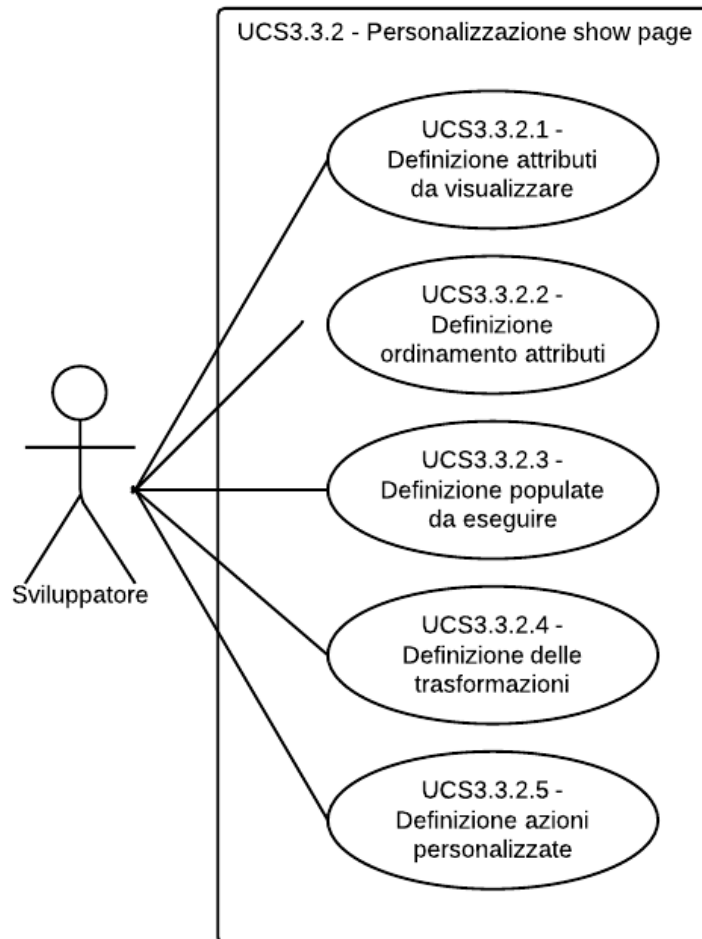 UCS3.3.2 - Personalizzazione show page
UCS3.3.2.1 -
Definizione attributi
da visualizzare
UCS3.3.2.2 -
Definizione
ordinamento attributi
UCS3.3.2.3 -
Definizione populate
da eseguire
Sviluppatore
UCS3.3.2.4 -
Definizione delle
trasformazioni
UCS3.3.2.5 -
Definizione azioni
personalizzate